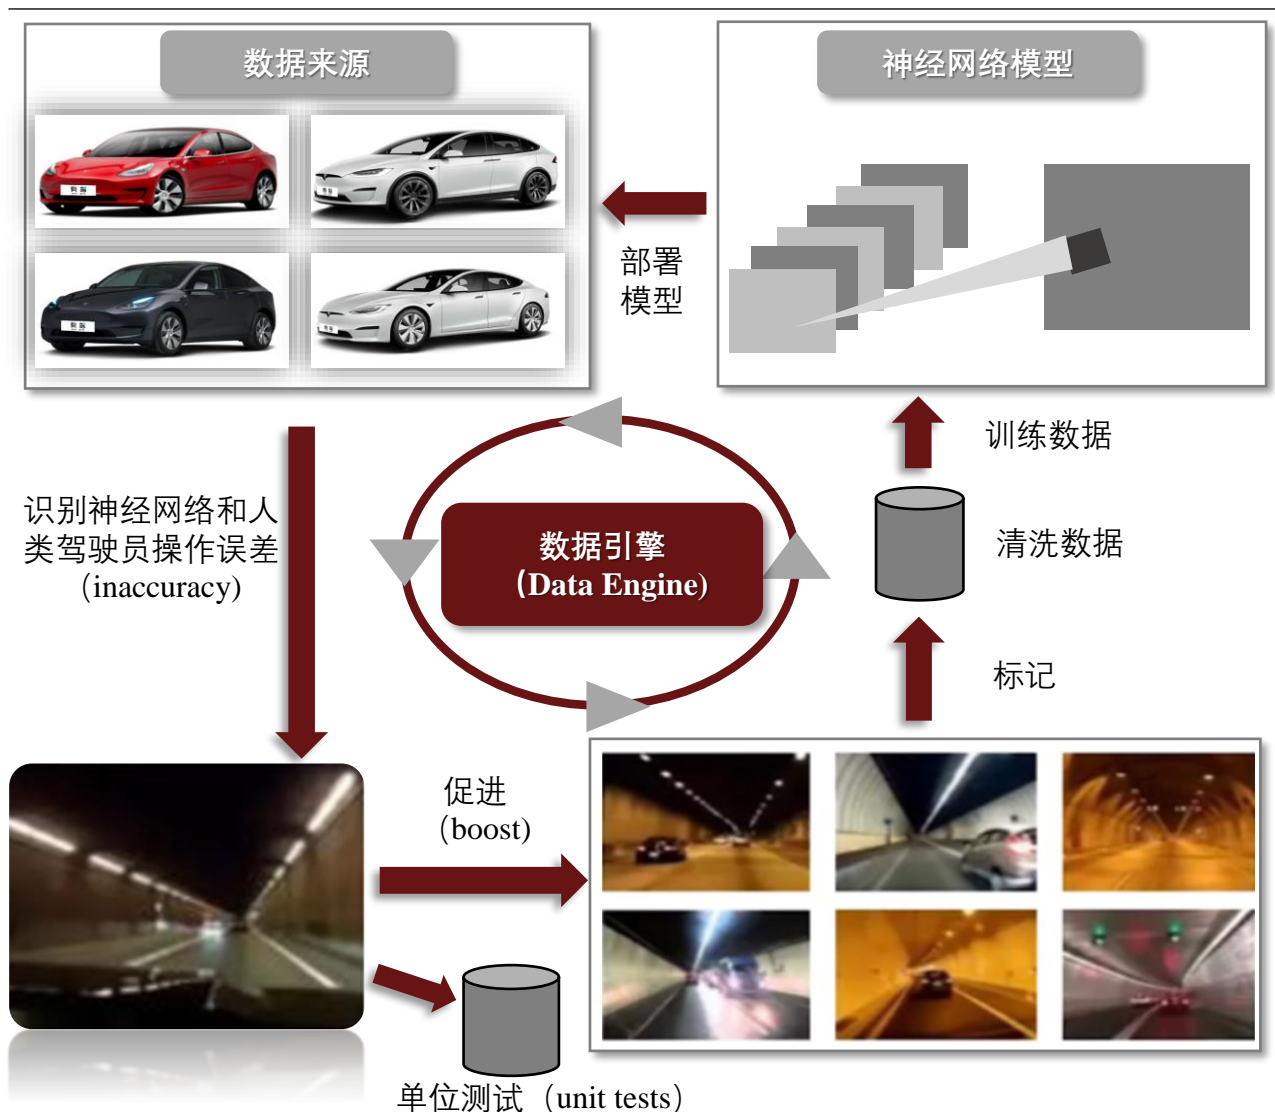 数据来源
神经网络模型
部署
模型
训练数据
识别神经网络和人
类驾驶员操作误差
（inaccuracy)
数据引擎
（Data Engine)
清洗数据
标记
促进
（boost)
单位测试（unit tests）